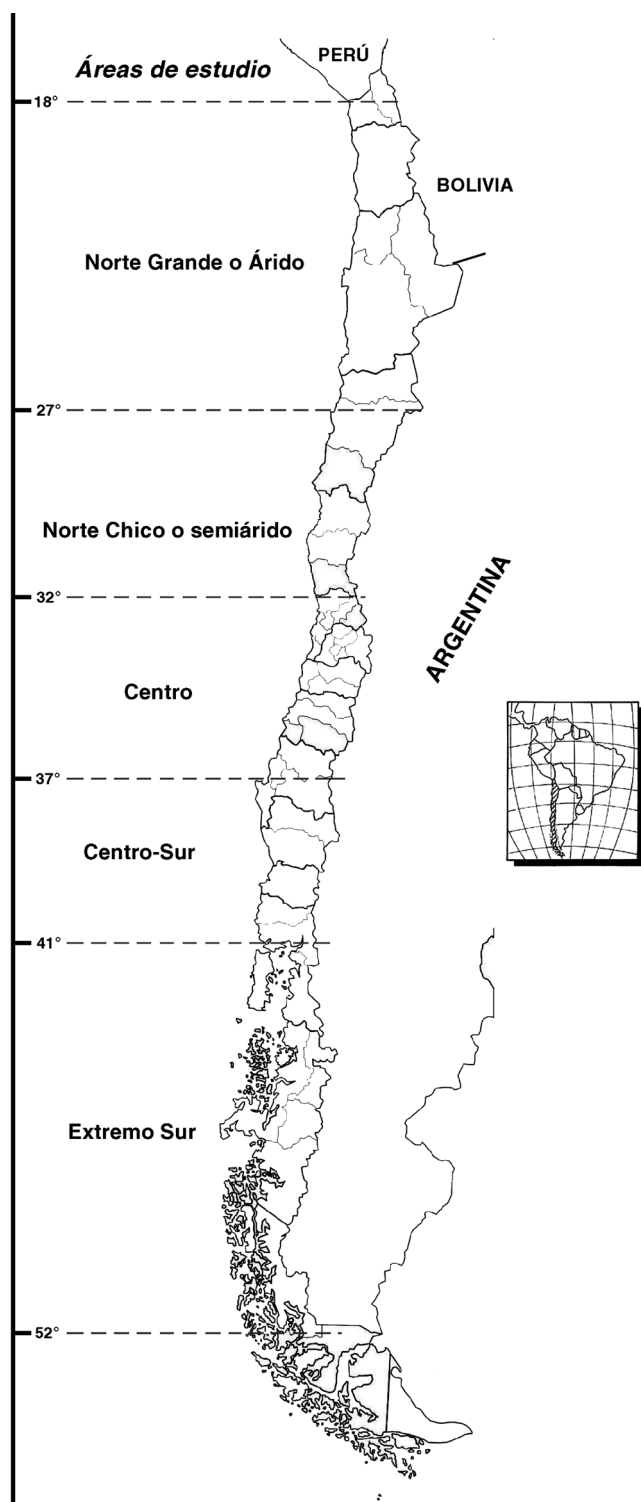 PERÚ
Áreas de estudio
18°
BOLIVIA
Norte Grande o Árido
27°
Norte Chico o semiárido
ARGENTINA
32°
Centro
37°
Centro-Sur
41°
Extremo Sur
52°